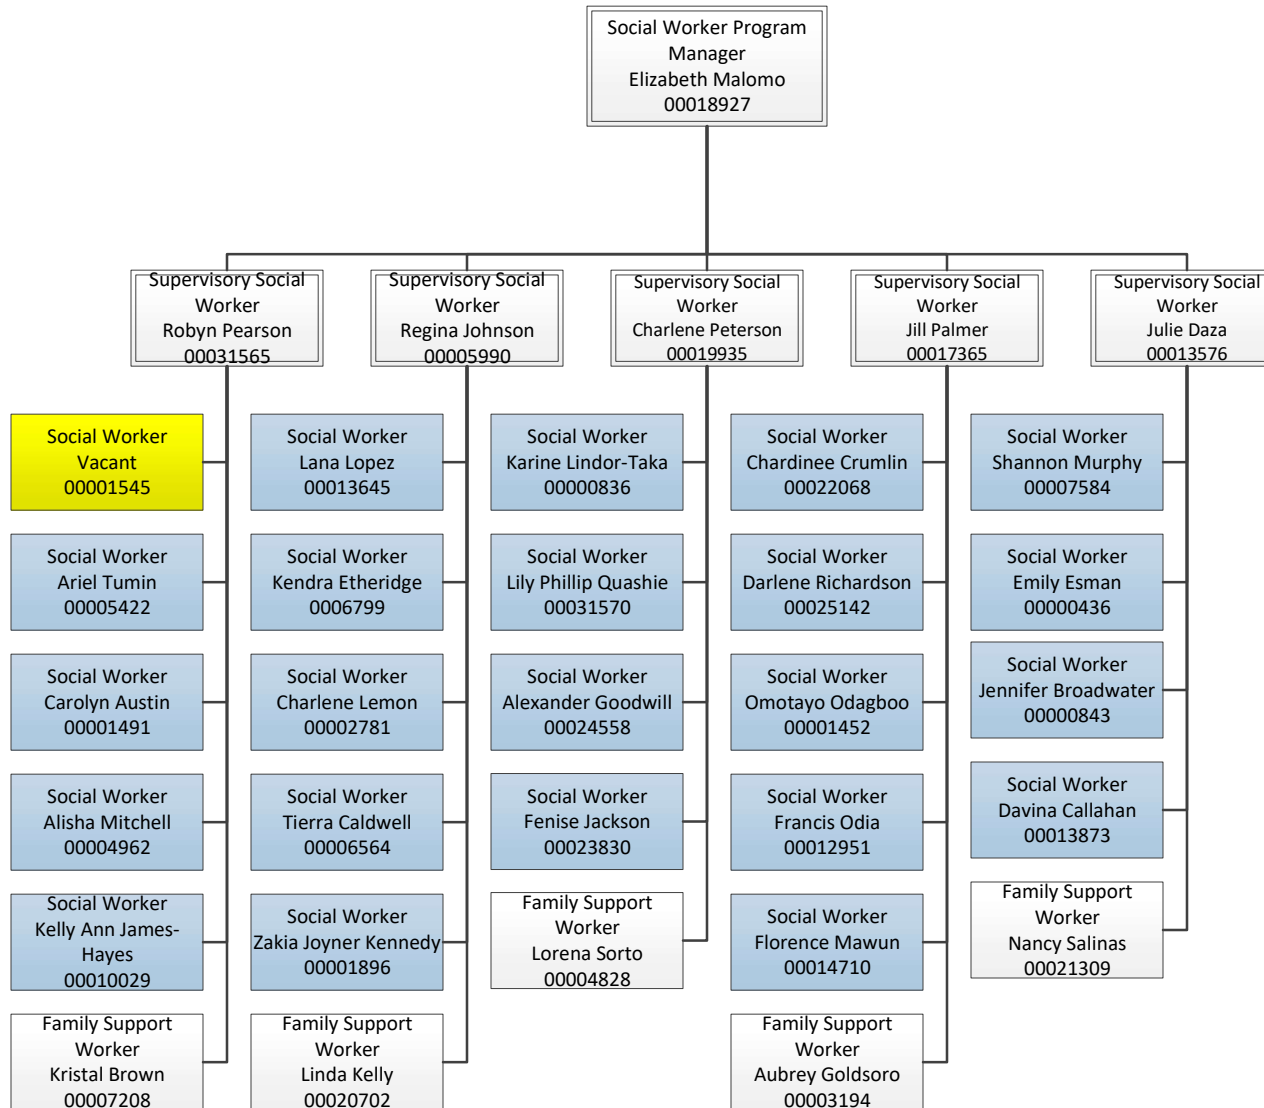 Social Worker Program
Manager
Elizabeth Malomo
00018927
Supervisory Social
Worker
Robyn Pearson
00031565
Supervisory Social
Worker
Regina Johnson
00005990
Supervisory Social
Worker
Charlene Peterson
00019935
Supervisory Social
Worker
Jill Palmer
00017365
Supervisory Social
Worker
Julie Daza
00013576
Social Worker
Vacant
00001545
Social Worker
Lana Lopez
00013645
Social Worker
Karine Lindor-Taka
00000836
Social Worker
Chardinee Crumlin
00022068
Social Worker
Shannon Murphy
00007584
Social Worker
Ariel Tumin
00005422
Social Worker
Kendra Etheridge
0006799
Social Worker
Lily Phillip Quashie
00031570
Social Worker
Darlene Richardson
00025142
Social Worker
Emily Esman
00000436
Social Worker
Carolyn Austin
00001491
Social Worker
Charlene Lemon
00002781
Social Worker
Alexander Goodwill
00024558
Social Worker
Omotayo Odagboo
00001452
Social Worker
Jennifer Broadwater
00000843
Social Worker
Alisha Mitchell
00004962
Social Worker
Tierra Caldwell
00006564
Social Worker
Fenise Jackson
00023830
Social Worker
Francis Odia
00012951
Social Worker
Davina Callahan
00013873
Social Worker
Kelly Ann James-
Hayes
00010029
Social Worker
Zakia Joyner Kennedy
00001896
Family Support
Worker
Lorena Sorto
00004828
Social Worker
Florence Mawun
00014710
Family Support
Worker
Nancy Salinas
00021309
Family Support
Worker
Kristal Brown
00007208
Family Support
Worker
Linda Kelly
00020702
Family Support
Worker
Aubrey Goldsoro
00003194